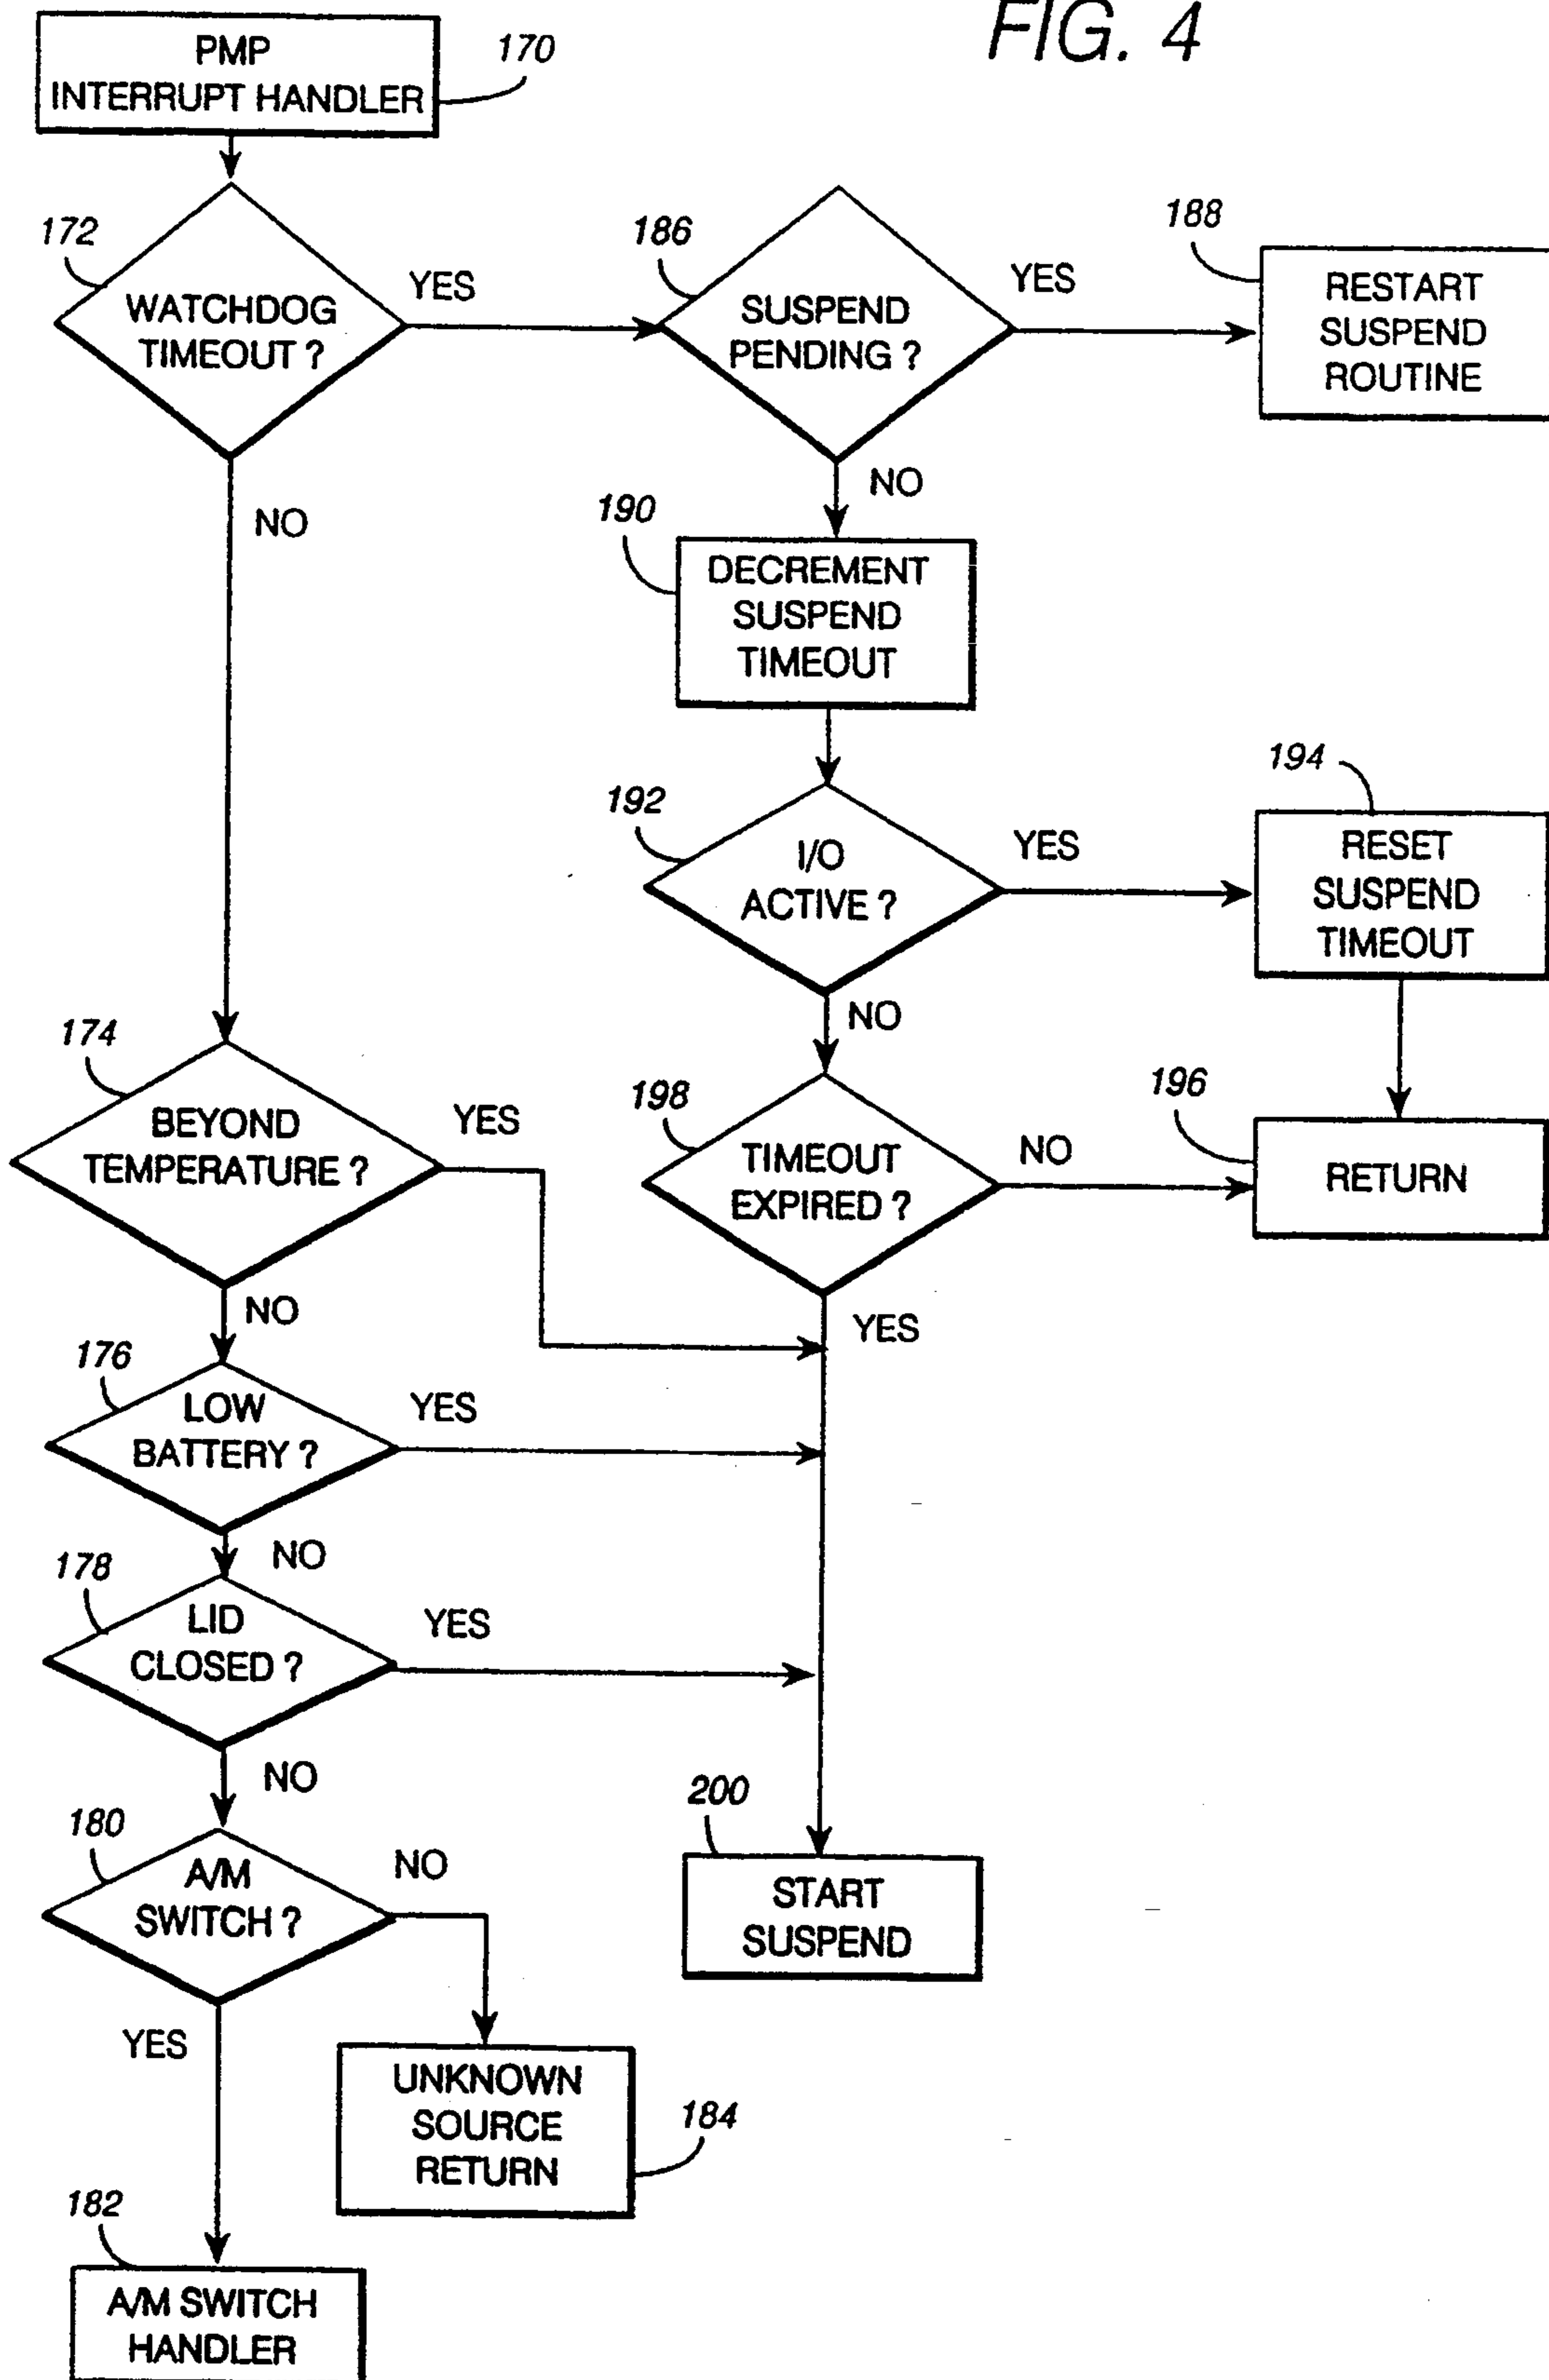 FIG. 4
PMP
INTERRUPT HANDLER
170
172
WATCHDOG
TIMEOUT ?
YES
NO
186
SUSPEND
PENDING ?
YES
NO
188
RESTART
SUSPEND
ROUTINE
190
DECREMENT
SUSPEND
TIMEOUT
192
I/O
ACTIVE ?
YES
NO
194
RESET
SUSPEND
TIMEOUT
174
BEYOND
TEMPERATURE ?
YES
NO
198
TIMEOUT
EXPIRED ?
NO
YES
196
RETURN
176
LOW
BATTERY ?
YES
NO
178
LID
CLOSED ?
YES
NO
180
A/M
SWITCH ?
NO
YES
200
START
SUSPEND
UNKNOWN
SOURCE
RETURN
184
182
A/M SWITCH
HANDLER